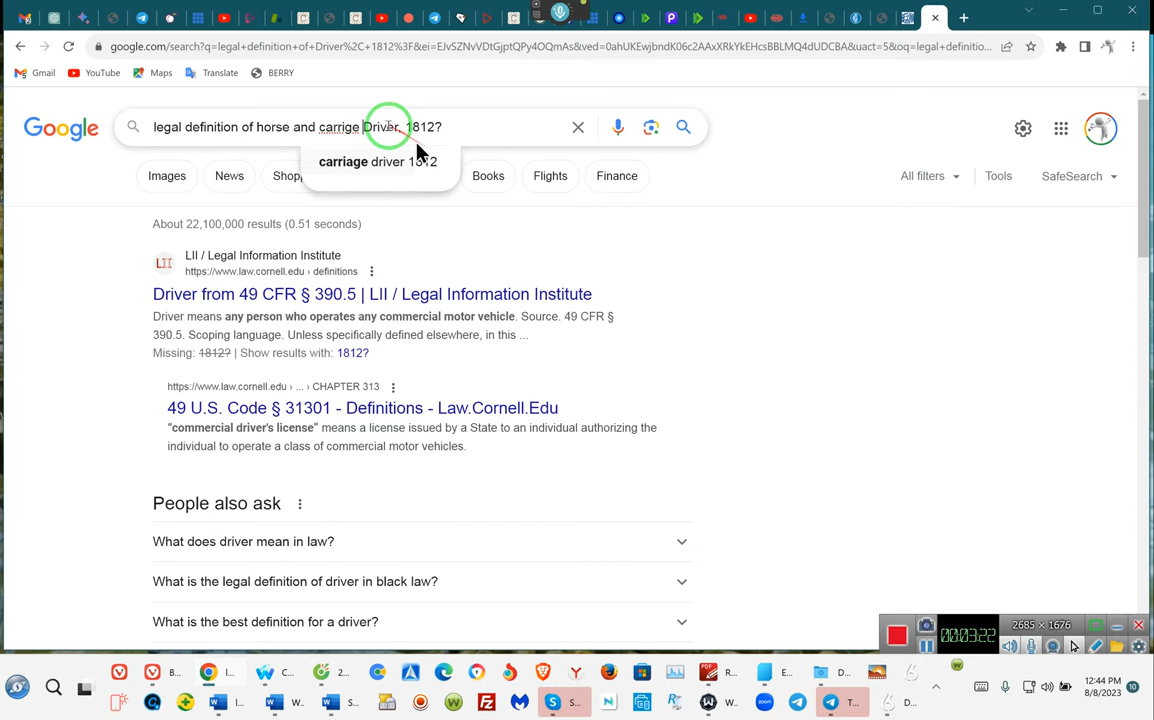 google.com/search?q=legal+definition+of+Driver%2C+1812%3F&ei=EJvSZNvVDtGjptQPy4OQmAs&ved=0ahUKEwjbndK06c2AAxXRkYkEHcsBBLMQ4dUDCBA&uact=5&oq=legal+definitio...
Gmail YouTube Maps Translate BERRY
Google
legal definition of horse and carrige Driver, 1812?
carriage driver 1812
Images News Books Flights Finance All filters Tools SafeSearch
About 22,100,000 results (0.51 seconds)
LII LII / Legal Information Institute
https://www.law.cornell.edu › definitions
Driver from 49 CFR § 390.5 | LII / Legal Information Institute
Driver means any person who operates any commercial motor vehicle. Source. 49 CFR §
390.5. Scoping language. Unless specifically defined elsewhere, in this ...
Missing: 1812? | Show results with: 1812?
https://www.law.cornell.edu › ... › CHAPTER 313
49 U.S. Code § 31301 - Definitions - Law.Cornell.Edu
“commercial driver's license” means a license issued by a State to an individual authorizing the
individual to operate a class of commercial motor vehicles.
People also ask
What does driver mean in law?
What is the legal definition of driver in black law?
What is the best definition for a driver?
00:03:22 2685 × 1676
B... I... C... 2... R... E... D...
I... W... S... S... W... T... D...
12:44 PM
8/8/2023